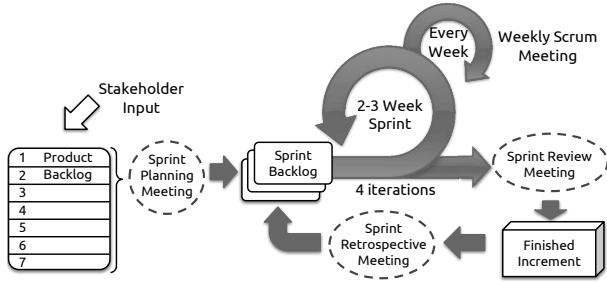 Every
Week
Weekly Scrum
Meeting
Stakeholder
Input
2-3 Week
Sprint
1 Product
2 Backlog
3
4
5
6
7
Sprint
Planning
Meeting
Sprint
Backlog
4 iterations
Sprint Review
Meeting
Sprint
Retrospective
Meeting
Finished
Increment